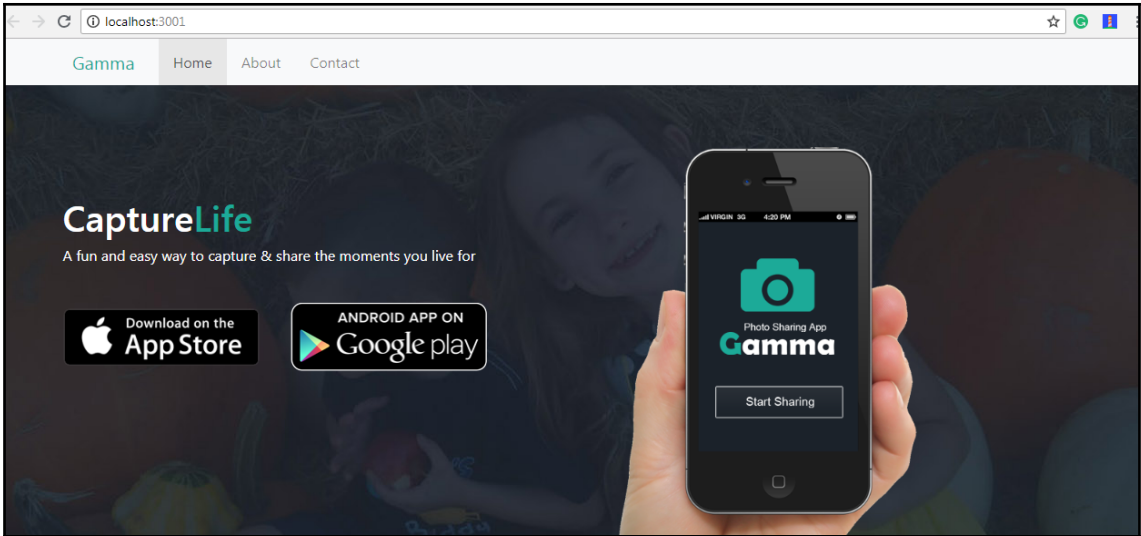 localhost:3001
Gamma Home About Contact
CaptureLife
A fun and easy way to capture & share the moments you live for
Download on the
App Store
ANDROID APP ON
Google play
VIRGIN 3G 4:20 PM
Photo Sharing App
Gamma
Start Sharing